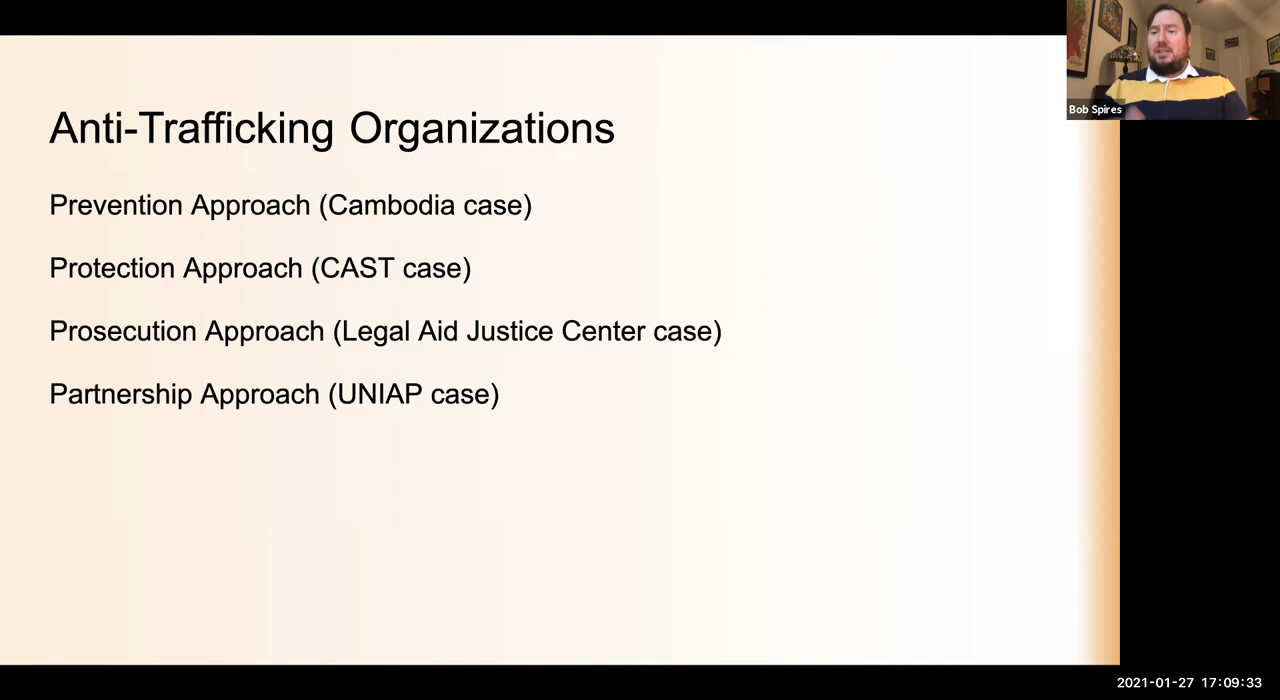 Anti-Trafficking Organizations
Prevention Approach (Cambodia case)
Protection Approach (CAST case)
Prosecution Approach (Legal Aid Justice Center case)
Partnership Approach (UNIAP case)
Bob Spires
2021-01-27 17:09:33